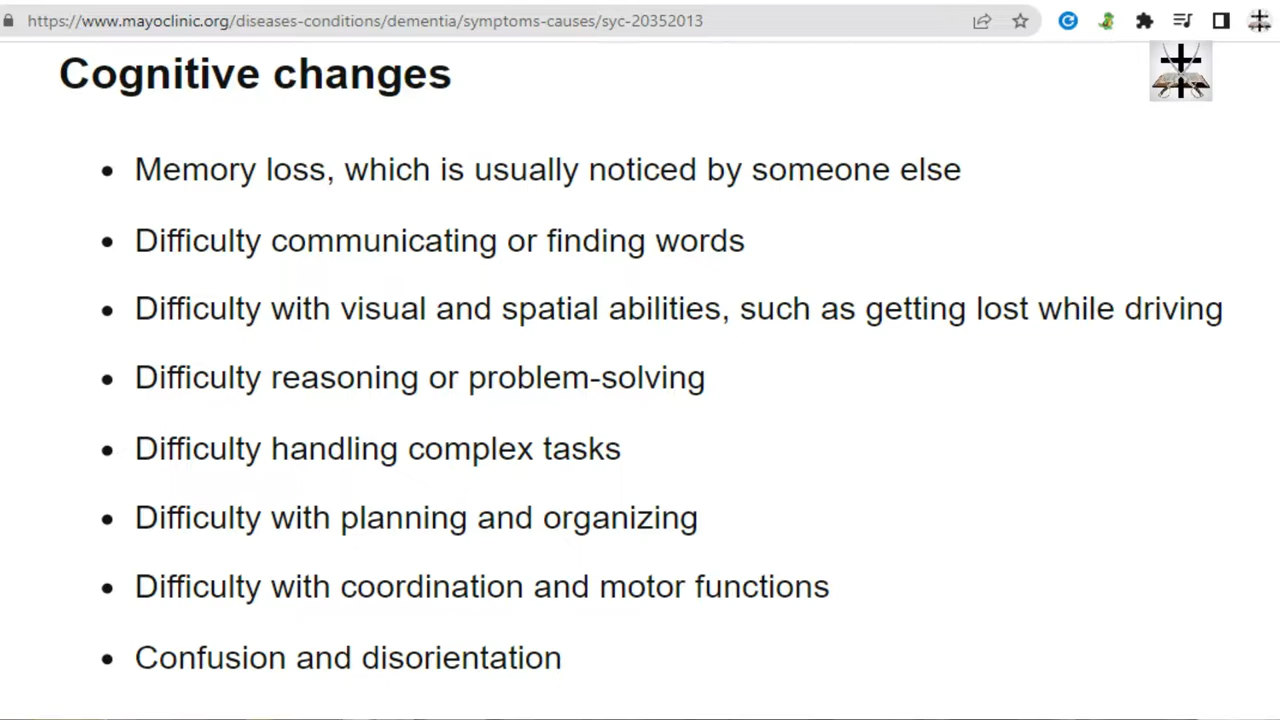 https://www.mayoclinic.org/diseases-conditions/dementia/symptoms-causes/syc-20352013
Cognitive changes
• Memory loss, which is usually noticed by someone else
• Difficulty communicating or finding words
• Difficulty with visual and spatial abilities, such as getting lost while driving
• Difficulty reasoning or problem-solving
• Difficulty handling complex tasks
• Difficulty with planning and organizing
• Difficulty with coordination and motor functions
• Confusion and disorientation